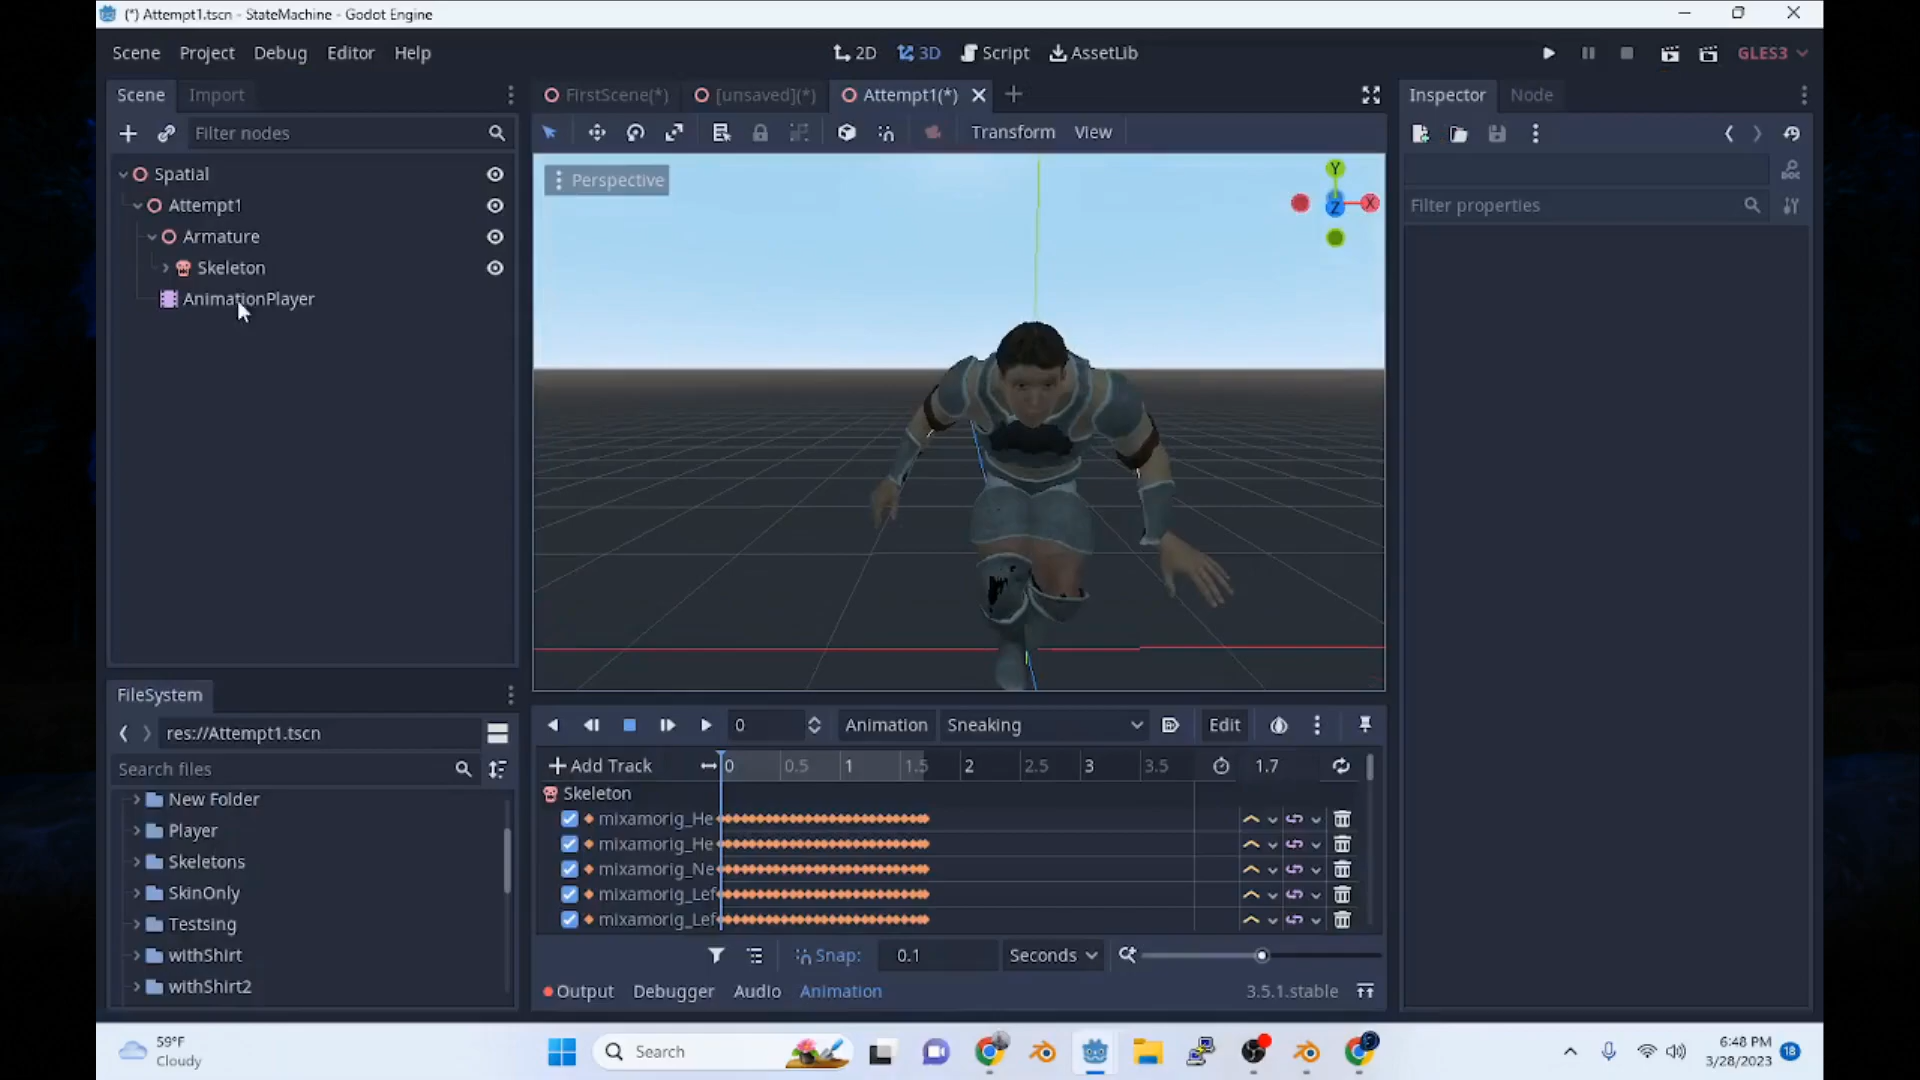 (*) Attempt1.tscn - StateMachine - Godot Engine
Scene Project Debug Editor Help 2D 3D Script AssetLib GLES3
Scene Import FirstScene(*) [unsaved](*) Attempt1(*) Inspector Node
Filter nodes Transform View
Spatial Perspective Y
Attempt1 Filter properties Z X
Armature
Skeleton
AnimationPlayer
FileSystem
res://Attempt1.tscn 0 Animation Sneaking Edit
Search files Add Track 0 0.5 1 1.5 2 2.5 3 3.5 1.7
New Folder Skeleton
Player mixamorig_He
Skeletons mixamorig_He
SkinOnly mixamorig_Ne
Testsing mixamorig_Lef
withShirt mixamorig_Lef
withShirt2 Snap: 0.1 Seconds
Output Debugger Audio Animation 3.5.1.stable
59°F
Cloudy
Search
6:48 PM
3/28/2023
18